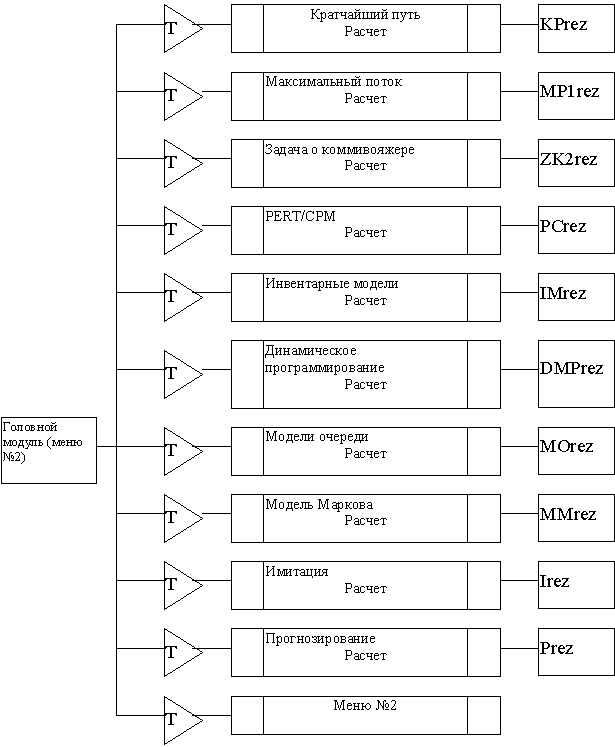 T
Кратчайший путь
Расчет
KPrez
T
Максимальный поток
Расчет
MP1rez
T
Задача о коммивояжере
Расчет
ZK2rez
T
PERT/CPM
Расчет
PCrez
T
Инвентарные модели
Расчет
IMrez
T
Динамическое
программирование
Расчет
DMPrez
Головной
модуль (меню
№2)
T
Модели очереди
Расчет
MOrez
T
Модель Маркова
Расчет
MMrez
T
Имитация
Расчет
Irez
T
Прогнозирование
Расчет
Prez
T
Меню №2